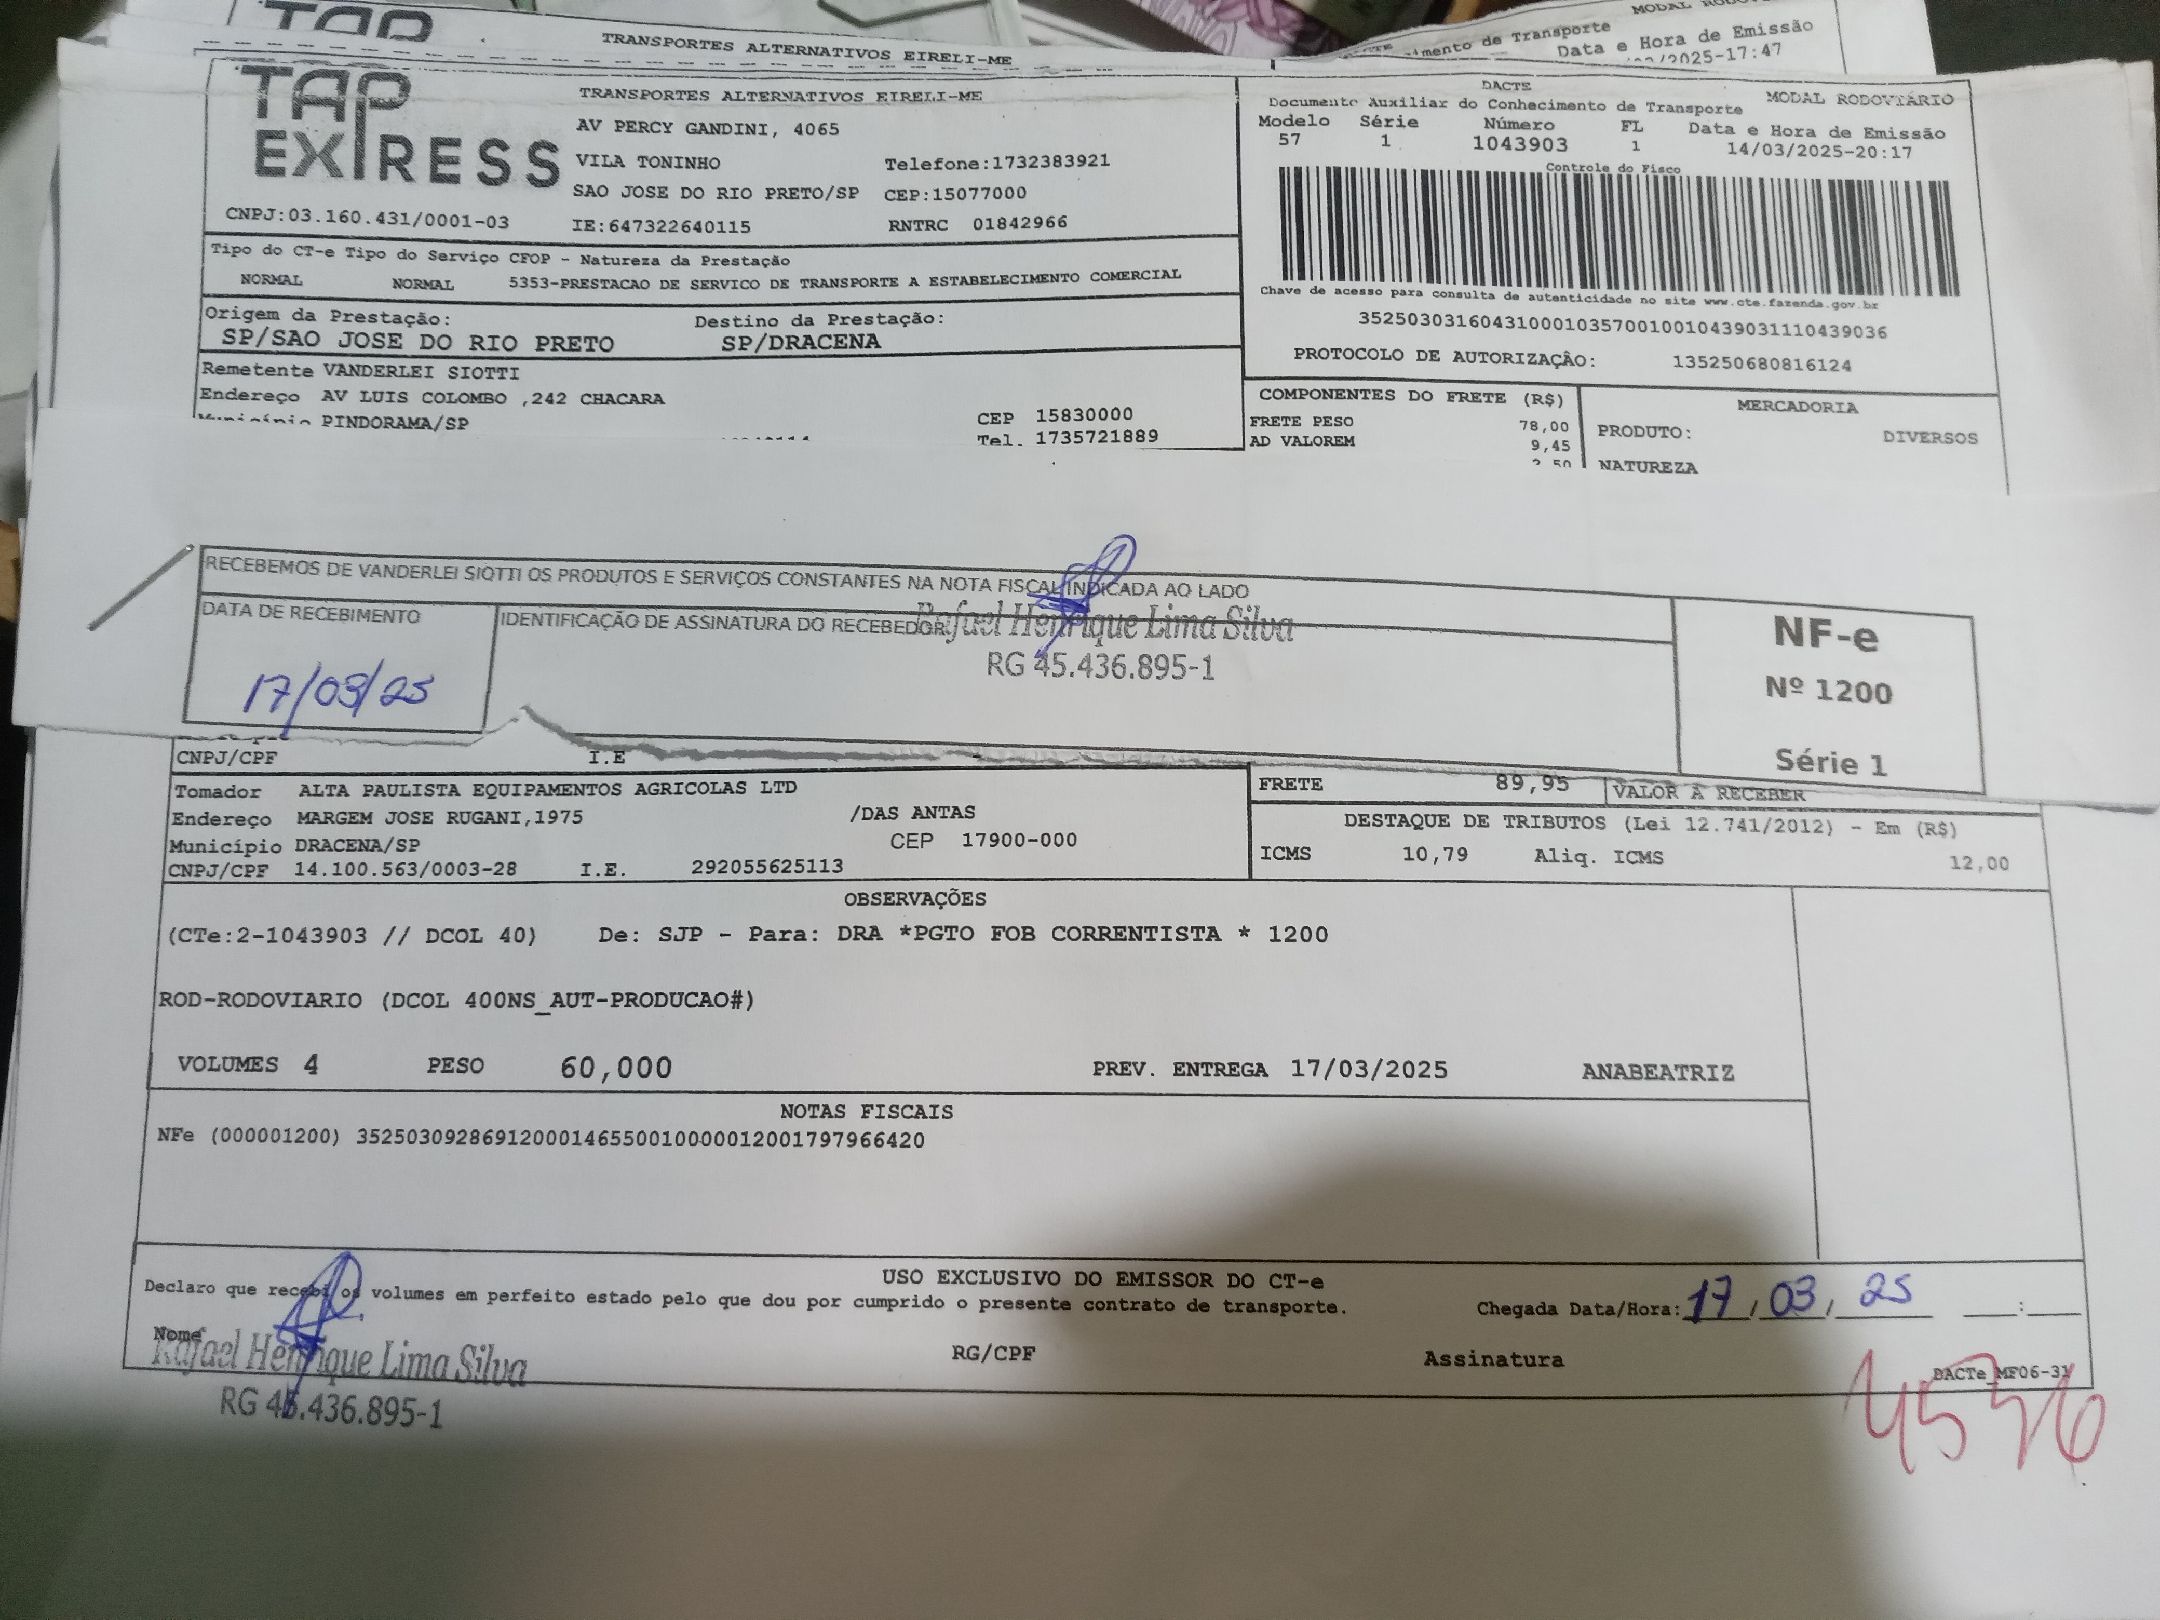 TRANSPORTES ALTERNATIVOS EIRELI-ME
MODAL
imento de Transporte
Data e Hora de Emissão
/2025-17:47
TAP EXPRESS
TRANSPORTES ALTERNATIVOS EIRELI-ME
AV PERCY GANDINI, 4065
VILA TONINHO Telefone:1732383921
SAO JOSE DO RIO PRETO/SP CEP:15077000
CNPJ:03.160.431/0001-03 IE:647322640115 RNTRC 01842966
DACTE
Documento Auxiliar do Conhecimento de Transporte MODAL RODOVIÁRIO
Modelo Série Número FL Data e Hora de Emissão
57 1 1043903 1 14/03/2025-20:17
Controle do Fisco
Chave de acesso para consulta de autenticidade no site www.cte.fazenda.gov.br
35250303160431000103570010010439031110439036
PROTOCOLO DE AUTORIZAÇÃO: 135250680816124
Tipo do CT-e Tipo do Serviço CFOP - Natureza da Prestação
NORMAL NORMAL 5353-PRESTACAO DE SERVICO DE TRANSPORTE A ESTABELECIMENTO COMERCIAL
Origem da Prestação: Destino da Prestação:
SP/SAO JOSE DO RIO PRETO SP/DRACENA
Remetente VANDERLEI SIOTTI
Endereço AV LUIS COLOMBO ,242 CHACARA
Município PINDORAMA/SP CEP 15830000
Tel. 1735721889
COMPONENTES DO FRETE (R$) MERCADORIA
FRETE PESO 78,00 PRODUTO: DIVERSOS
AD VALOREM 9,45
NATUREZA
RECEBEMOS DE VANDERLEI SIOTTI OS PRODUTOS E SERVIÇOS CONSTANTES NA NOTA FISCAL INDICADA AO LADO
DATA DE RECEBIMENTO IDENTIFICAÇÃO DE ASSINATURA DO RECEBEDOR
Rafael Henrique Lima Silva
RG 45.436.895-1
17/03/25
NF-e
Nº 1200
Série 1
CNPJ/CPF I.E
Tomador ALTA PAULISTA EQUIPAMENTOS AGRICOLAS LTD
Endereço MARGEM JOSE RUGANI,1975 /DAS ANTAS
Município DRACENA/SP CEP 17900-000
CNPJ/CPF 14.100.563/0003-28 I.E. 292055625113
FRETE 89,95 VALOR A RECEBER
DESTAQUE DE TRIBUTOS (Lei 12.741/2012) - Em (R$)
ICMS 10,79 Aliq. ICMS 12,00
OBSERVAÇÕES
(CTe:2-1043903 // DCOL 40) De: SJP - Para: DRA *PGTO FOB CORRENTISTA * 1200
ROD-RODOVIARIO (DCOL 400NS_AUT-PRODUCAO#)
VOLUMES 4 PESO 60,000 PREV. ENTREGA 17/03/2025 ANABEATRIZ
NOTAS FISCAIS
NFe (000001200) 35250309286912000146550010000012001797966420
USO EXCLUSIVO DO EMISSOR DO CT-e
Declaro que recebi os volumes em perfeito estado pelo que dou por cumprido o presente contrato de transporte.
Chegada Data/Hora: 17/03/25 :
Nome RG/CPF Assinatura
Rafael Henrique Lima Silva
RG 45.436.895-1
DACTe_MF06-31